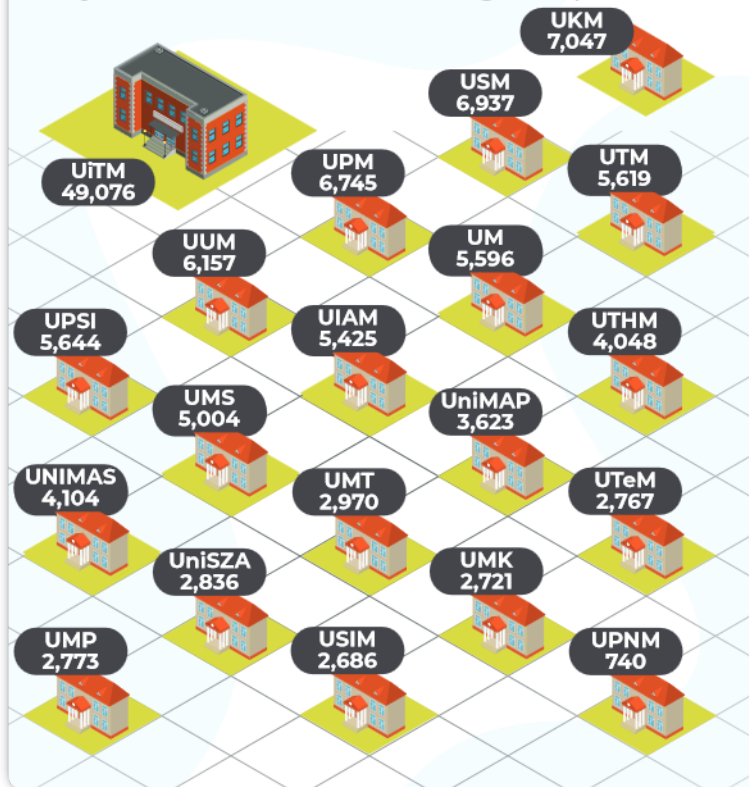 UKM
7,047
USM
6,937
UiTM
49,076
UPM
6,745
UTM
5,619
UUM
6,157
UM
5,596
UPSI
5,644
UIAM
5,425
UTHM
4,048
UMS
5,004
UniMAP
3,623
UNIMAS
4,104
UMT
2,970
UTeM
2,767
UniSZA
2,836
UMK
2,721
UMP
2,773
USIM
2,686
UPNM
740